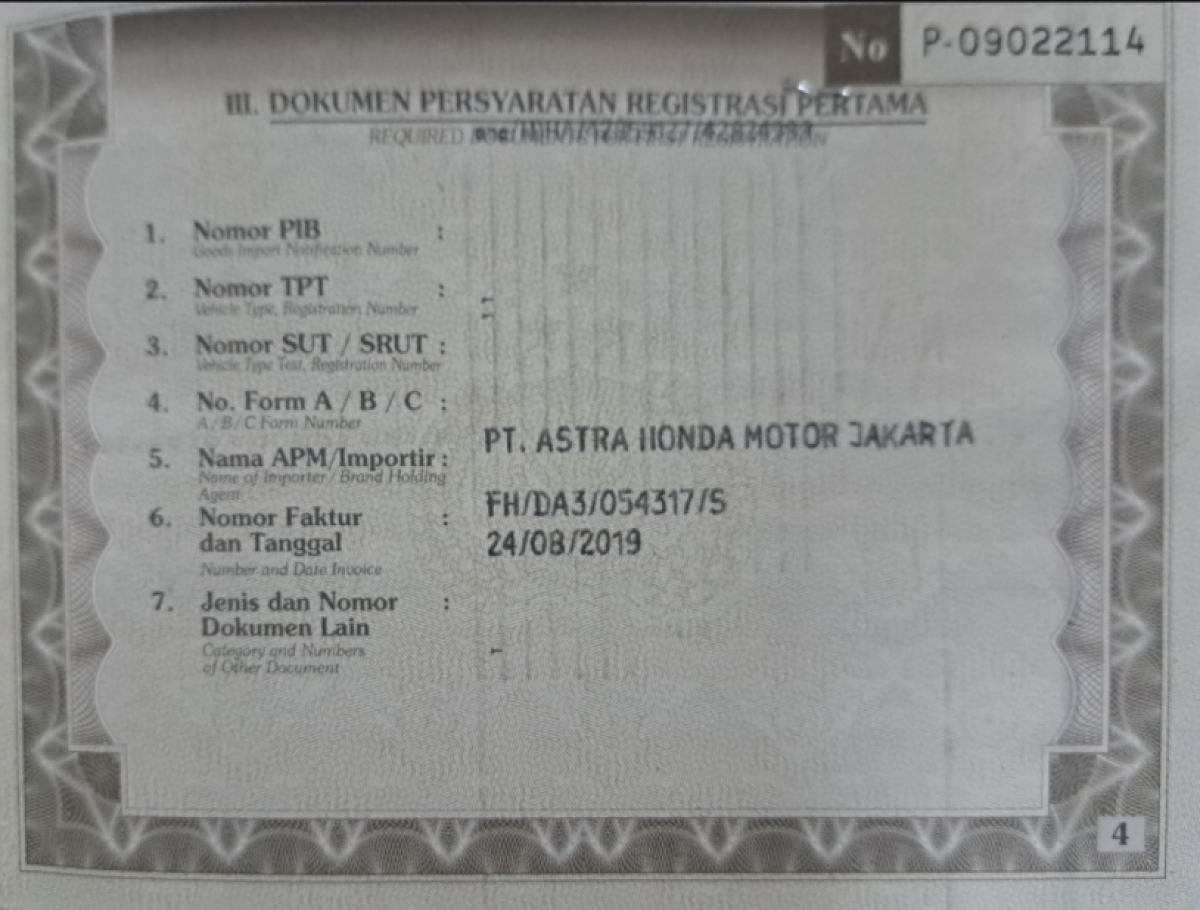 No P-09022114
III. DOKUMEN PERSYARATAN REGISTRASI PERTAMA
REQUIRED
1. Nomor PIB :
Goods Import Notification Number
2. Nomor TPT : --
Vehicle Type, Registration Number
3. Nomor SUT / SRUT :
Vehicle Type Test, Registration Number
4. No. Form A / B / C :
A / B / C Form Number
PT. ASTRA HONDA MOTOR JAKARTA
5. Nama APM/Importir :
Name of Importer / Brand Holding
Agent
FH/DA3/054317/S
6. Nomor Faktur :
dan Tanggal 24/08/2019
Number and Date Invoice
7. Jenis dan Nomor :
Dokumen Lain
Category and Numbers -
of Other Document
4